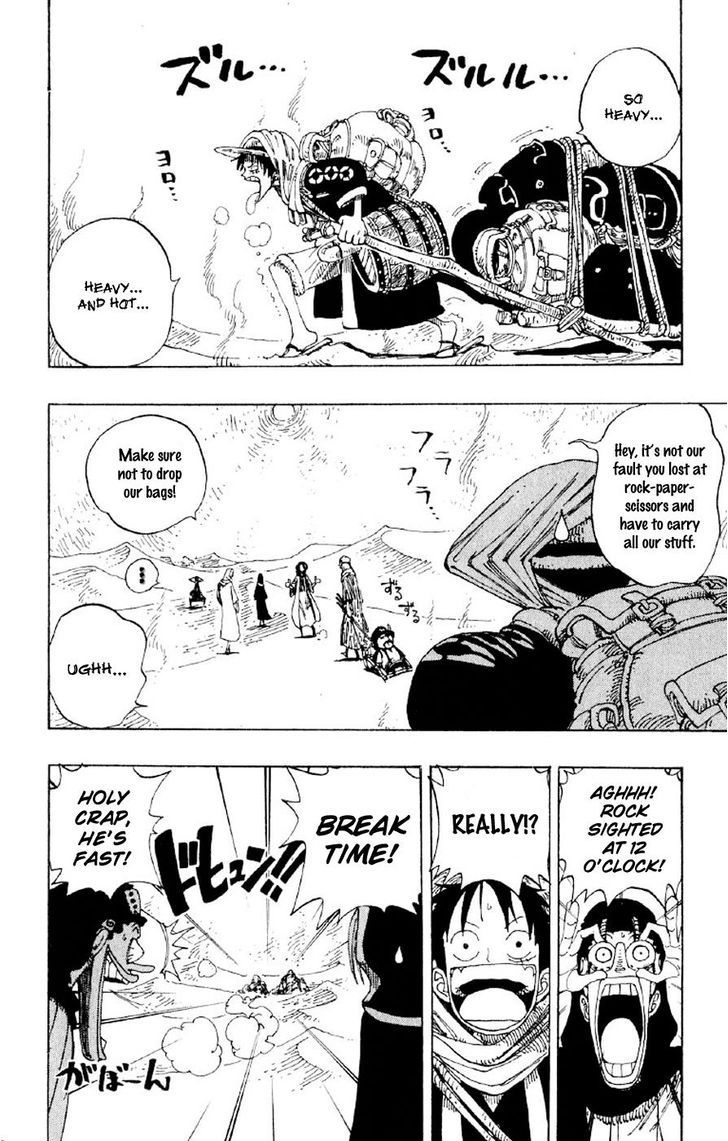 SO
HEAVY...
ズルル…
ズル…
ヨロ…
ヨロ…
HEAVY...
...AND HOT...
Hey, it's not our
fault you lost at
rock-paper-
scissors and
have to carry
all our stuff.
フラ
フラ…
Make sure
not to drop
our bags!
...
ずる
ずる
UGHH...
AGHHH!
ROCK
SIGHTED
AT 12
O'CLOCK!
REALLY!?
BREAK
TIME!
ドヒュン!!
HOLY
CRAP,
HE'S
FAST!
がぼーん